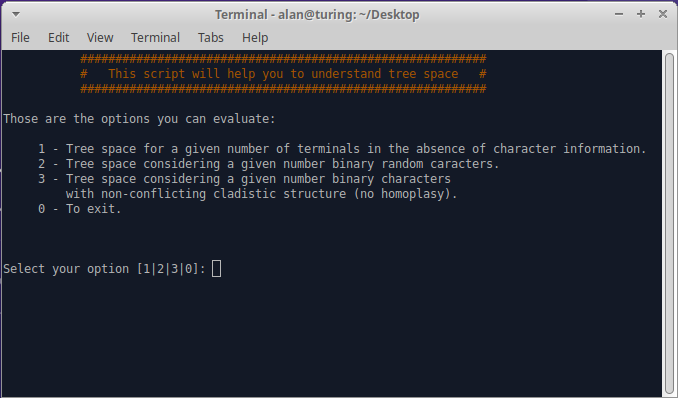 Terminal - alan@turing: ~/Desktop
File Edit View Terminal Tabs Help
##########################################################
# This script will help you to understand tree space #
##########################################################
Those are the options you can evaluate:
1 - Tree space for a given number of terminals in the absence of character information.
2 - Tree space considering a given number binary random caracters.
3 - Tree space considering a given number binary characters
with non-conflicting cladistic structure (no homoplasy).
0 - To exit.
Select your option [1|2|3|0]: